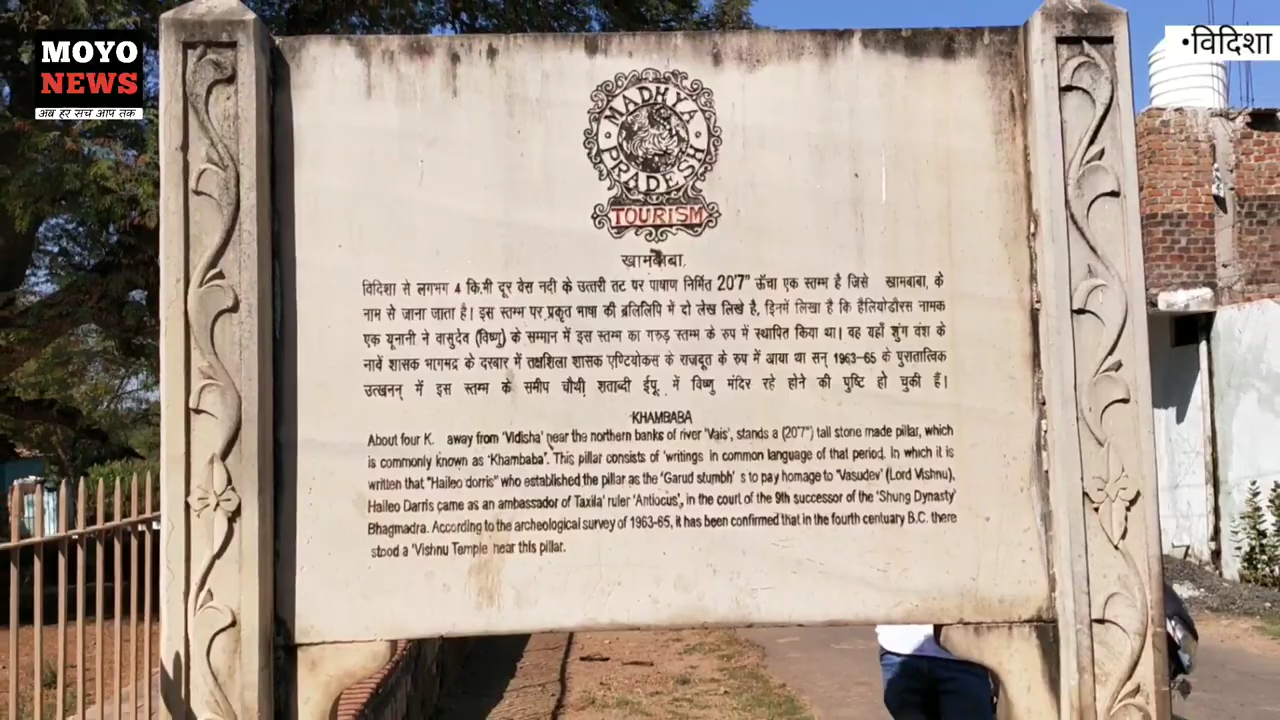 MOYO
NEWS
अब हर सच आप तक
•विदिशा
MADHYA
PRADESH
TOURISM
खामबाबा.
विदिशा से लगभग 4 कि.मी दूर वेस नदी के उत्तरी तट पर पाषाण निर्मित 20'7" ऊँचा एक स्तम्भ है जिसे खामबाबा, के
नाम से जाना जाता है। इस स्तम्भ पर प्रकृत भाषा की ब्रलिलिपि में दो लेख लिखे है, इनमें लिखा है कि हैलियोडौरस नामक
एक यूनानी ने वासुदेव (विष्णु) के सम्मान में इस स्तम्भ का गरुड़ स्तम्भ के रुप में स्थापित किया था। वह यहाँ शुंग वंश के
नावें शासक भागमद्र के दरबार में तक्षशिला शासक एण्टियोकस के राजदूत के रुप में आया था सन् 1963-65 के पुरातात्विक
उत्खनन् में इस स्तम्भ के समीप चौथी शताब्दी ई.पू. में विष्णु मंदिर रहे होने की पुष्टि हो चुकी हैं।
KHAMBABA
About four K. away from 'Vidisha' near the northern banks of river 'Vais', stands a (20'7") tall stone made pillar, which
is commonly known as 'Khambaba'. This pillar consists of 'writings in common language of that period. In which it is
written that "Haileo dorris" who established the pillar as the 'Garud stumbh' s to pay homage to 'Vasudev' (Lord Vishnu),
Haileo Darris came as an ambassador of Taxila' ruler 'Antiocus', in the court of the 9th successor of the 'Shung Dynasty'
Bhagmadra. According to the archeological survey of 1963-65, it has been confirmed that in the fourth centuary B.C. there
stood a 'Vishnu Temple near this pillar.